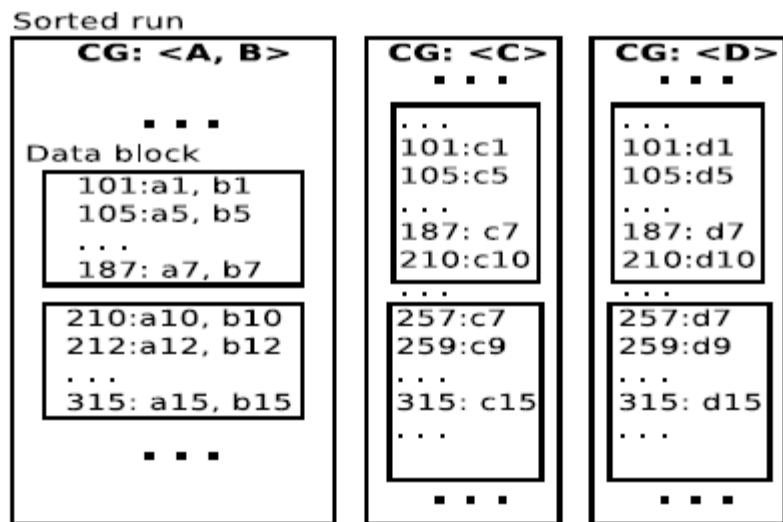 Sorted run
CG: <A, B>
...
Data block
101:a1, b1
105:a5, b5
...
187: a7, b7
210:a10, b10
212:a12, b12
...
315: a15, b15
...
CG: <C>
...
...
101:c1
105:c5
...
187: c7
210:c10
...
257:c7
259:c9
...
315: c15
...
...
CG: <D>
...
...
101:d1
105:d5
...
187: d7
210:d10
...
257:d7
259:d9
...
315: d15
...
...